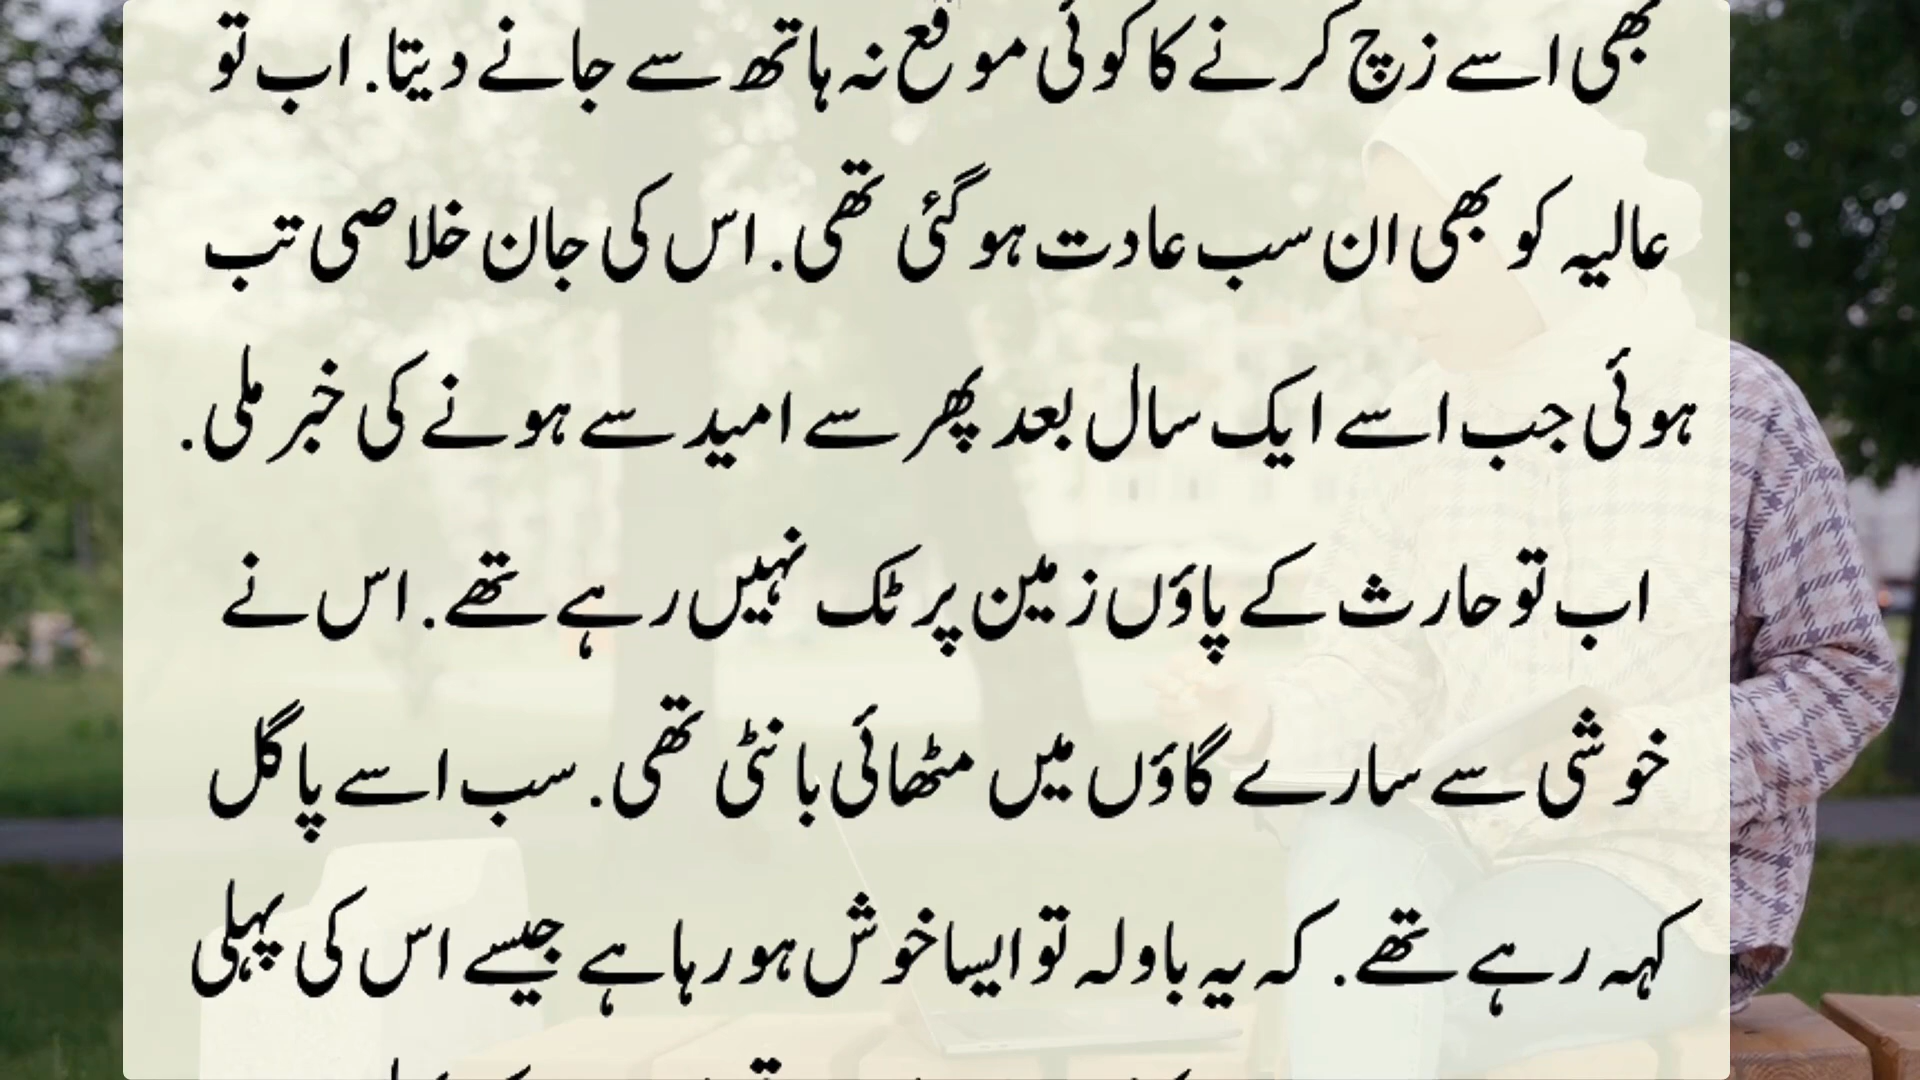 بھی اسے زچ کرنے کا کوئی موقع نہ ہاتھ سے جانے دیتا. اب تو
عالیہ کو بھی ان سب عادت ہو گئی تھی. اس کی جان خلاصی تب
ہوئی جب اسے ایک سال بعد پھر سے امید سے ہونے کی خبر ملی.
اب تو حارث کے پاؤں زمین پر ٹک نہیں رہے تھے. اس نے
خوشی سے سارے گاؤں میں مٹھائی بانٹی تھی. سب اسے پاگل
کہہ رہے تھے. کہ یہ باولہ تو ایسا خوش ہو رہا ہے جیسے اس کی پہلی